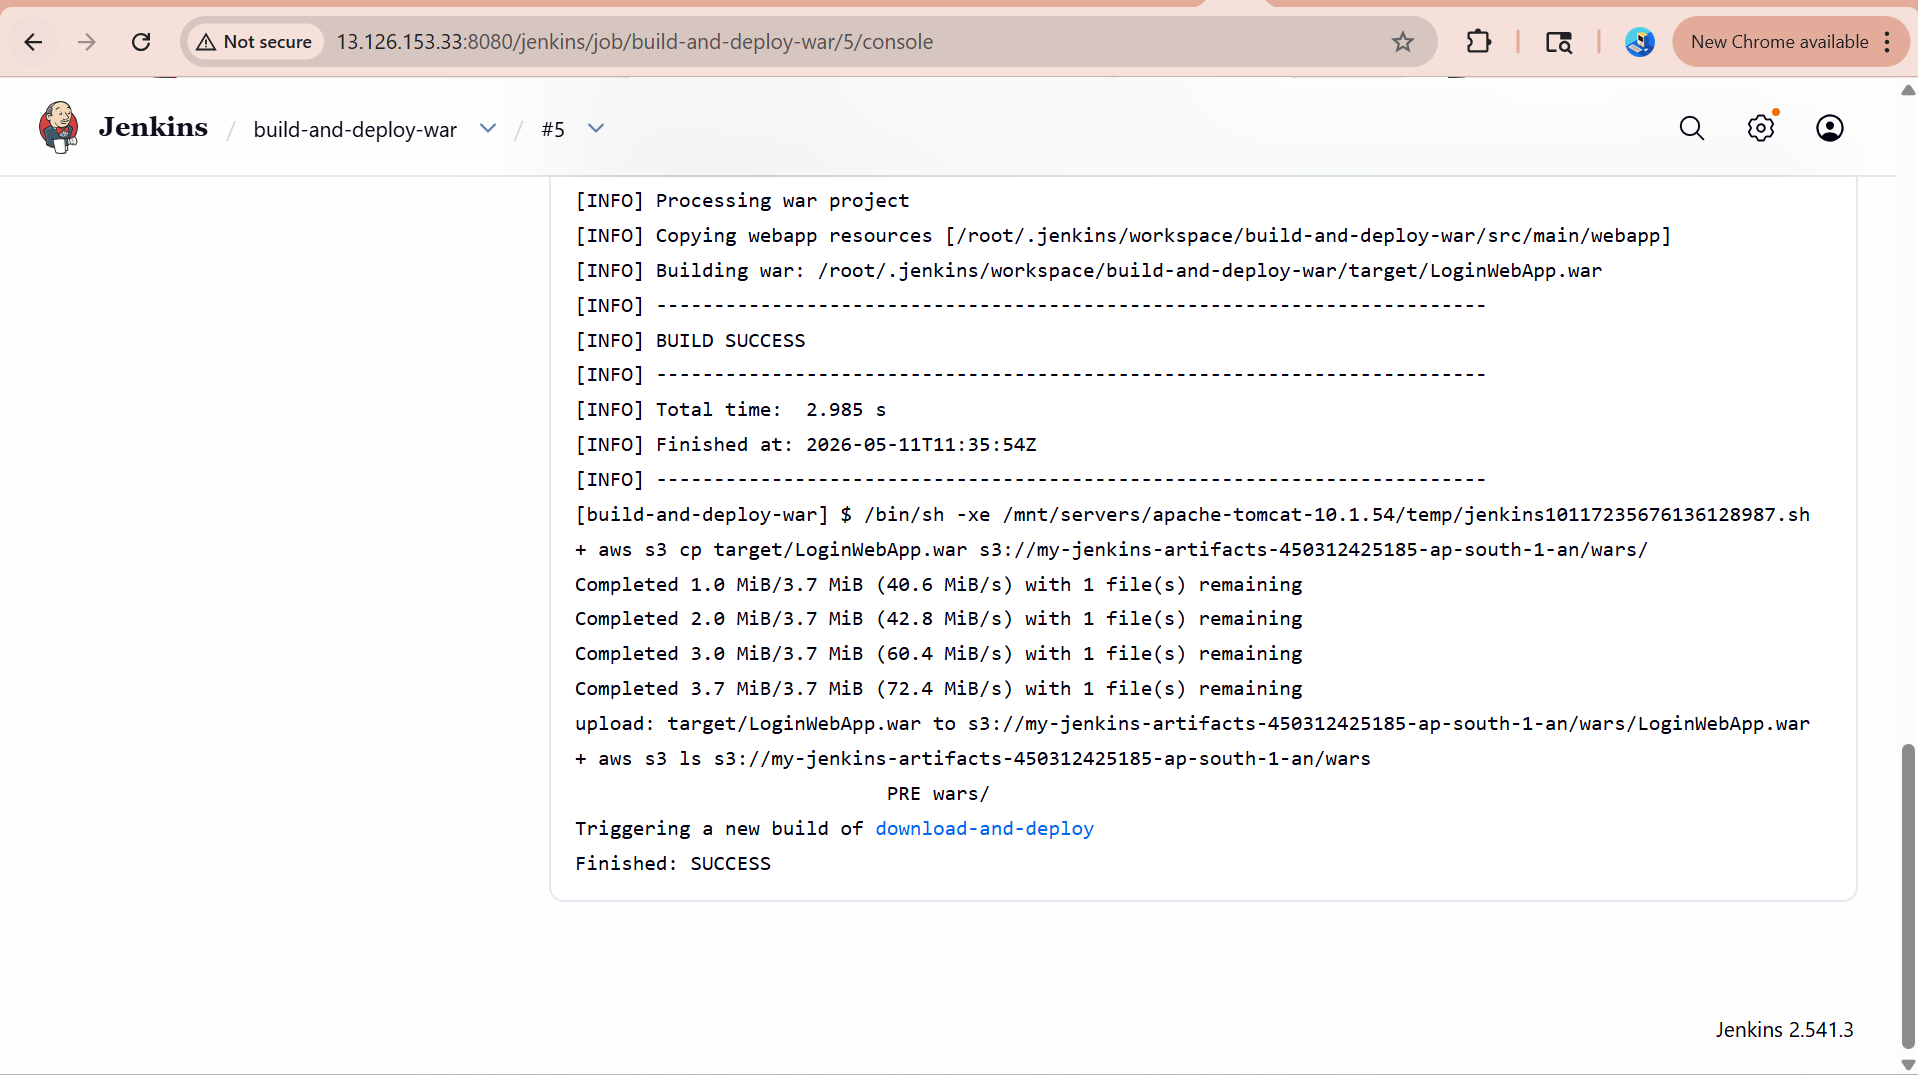 Not secure 13.126.153.33:8080/jenkins/job/build-and-deploy-war/5/console New Chrome available
Jenkins / build-and-deploy-war / #5
[INFO] Processing war project
[INFO] Copying webapp resources [/root/.jenkins/workspace/build-and-deploy-war/src/main/webapp]
[INFO] Building war: /root/.jenkins/workspace/build-and-deploy-war/target/LoginWebApp.war
[INFO] ------------------------------------------------------------------------
[INFO] BUILD SUCCESS
[INFO] ------------------------------------------------------------------------
[INFO] Total time:  2.985 s
[INFO] Finished at: 2026-05-11T11:35:54Z
[INFO] ------------------------------------------------------------------------
[build-and-deploy-war] $ /bin/sh -xe /mnt/servers/apache-tomcat-10.1.54/temp/jenkins10117235676136128987.sh
+ aws s3 cp target/LoginWebApp.war s3://my-jenkins-artifacts-450312425185-ap-south-1-an/wars/
Completed 1.0 MiB/3.7 MiB (40.6 MiB/s) with 1 file(s) remaining
Completed 2.0 MiB/3.7 MiB (42.8 MiB/s) with 1 file(s) remaining
Completed 3.0 MiB/3.7 MiB (60.4 MiB/s) with 1 file(s) remaining
Completed 3.7 MiB/3.7 MiB (72.4 MiB/s) with 1 file(s) remaining
upload: target/LoginWebApp.war to s3://my-jenkins-artifacts-450312425185-ap-south-1-an/wars/LoginWebApp.war
+ aws s3 ls s3://my-jenkins-artifacts-450312425185-ap-south-1-an/wars
                           PRE wars/
Triggering a new build of download-and-deploy
Finished: SUCCESS
Jenkins 2.541.3